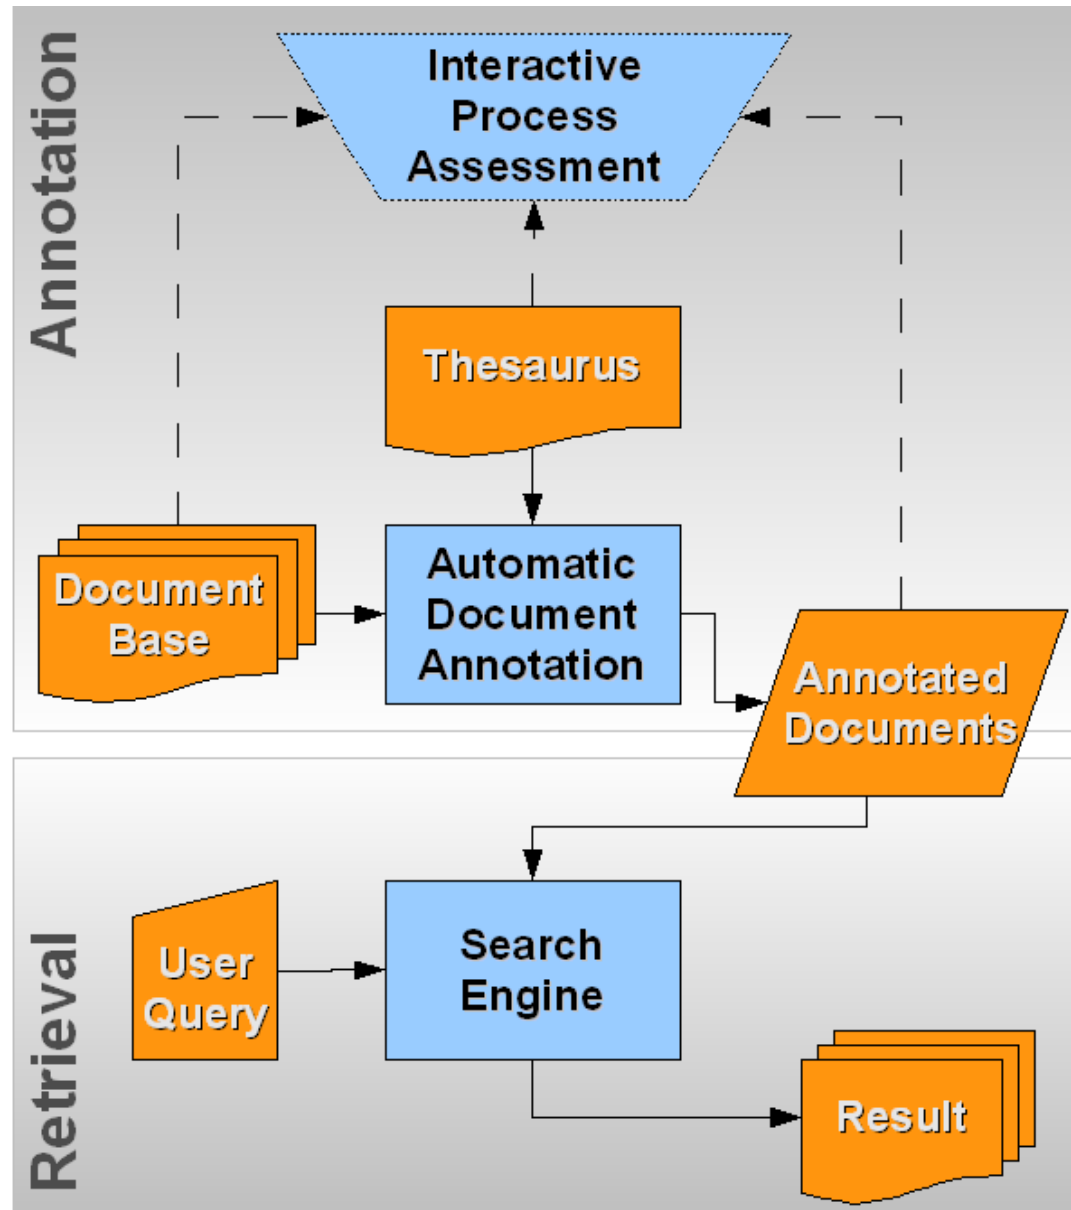 Annotation
Interactive
Process
Assessment
Thesaurus
Document
Base
Automatic
Document
Annotation
Annotated
Documents
Retrieval
User
Query
Search
Engine
Result